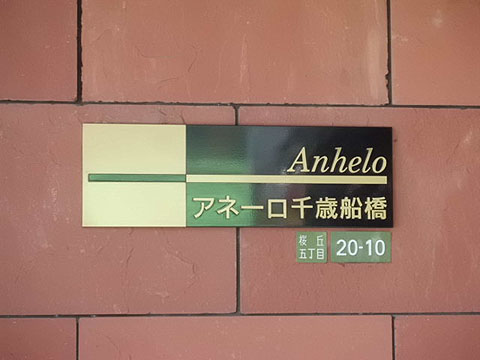 Anhelo
アネーロ千歳船橋
桜丘
五丁目
20-10